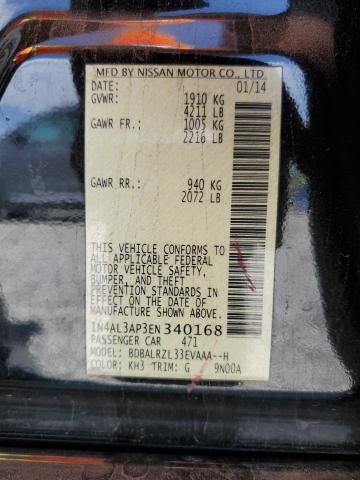 MFD BY NISSAN MOTOR CO., LTD.
DATE: 01/14
GVWR: 1910 KG
4211 LB
GAWR FR.: 1005 KG
2216 LB
GAWR RR.: 940 KG
2072 LB
THIS VEHICLE CONFORMS TO
ALL APPLICABLE FEDERAL
MOTOR VEHICLE SAFETY,
BUMPER, AND THEFT
PREVENTION STANDARDS IN
EFFECT ON THE DATE OF
MANUFACTURE SHOWN ABOVE.
1N4AL3AP3EN340168
PASSENGER CAR 471
MODEL: BDBALRZL33EVAAA--H
COLOR: KH3 TRIM: G 9N00A